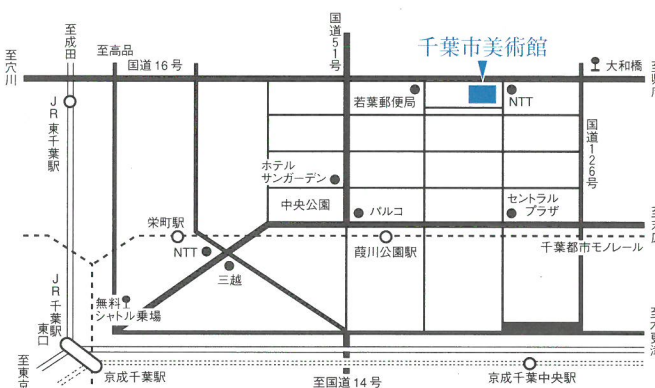 至成田
至穴川
至高品
国道16号
国道51号
千葉市美術館
大和橋
JR東千葉駅
若葉郵便局
NTT
国道126号
ホテル
サンガーデン
中央公園
パルコ
セントラル
プラザ
栄町駅
NTT
三越
葭川公園駅
千葉都市モノレール
無料
シャトル乗場
JR千葉駅
東口
至東京
京成千葉駅
至国道14号
京成千葉中央駅